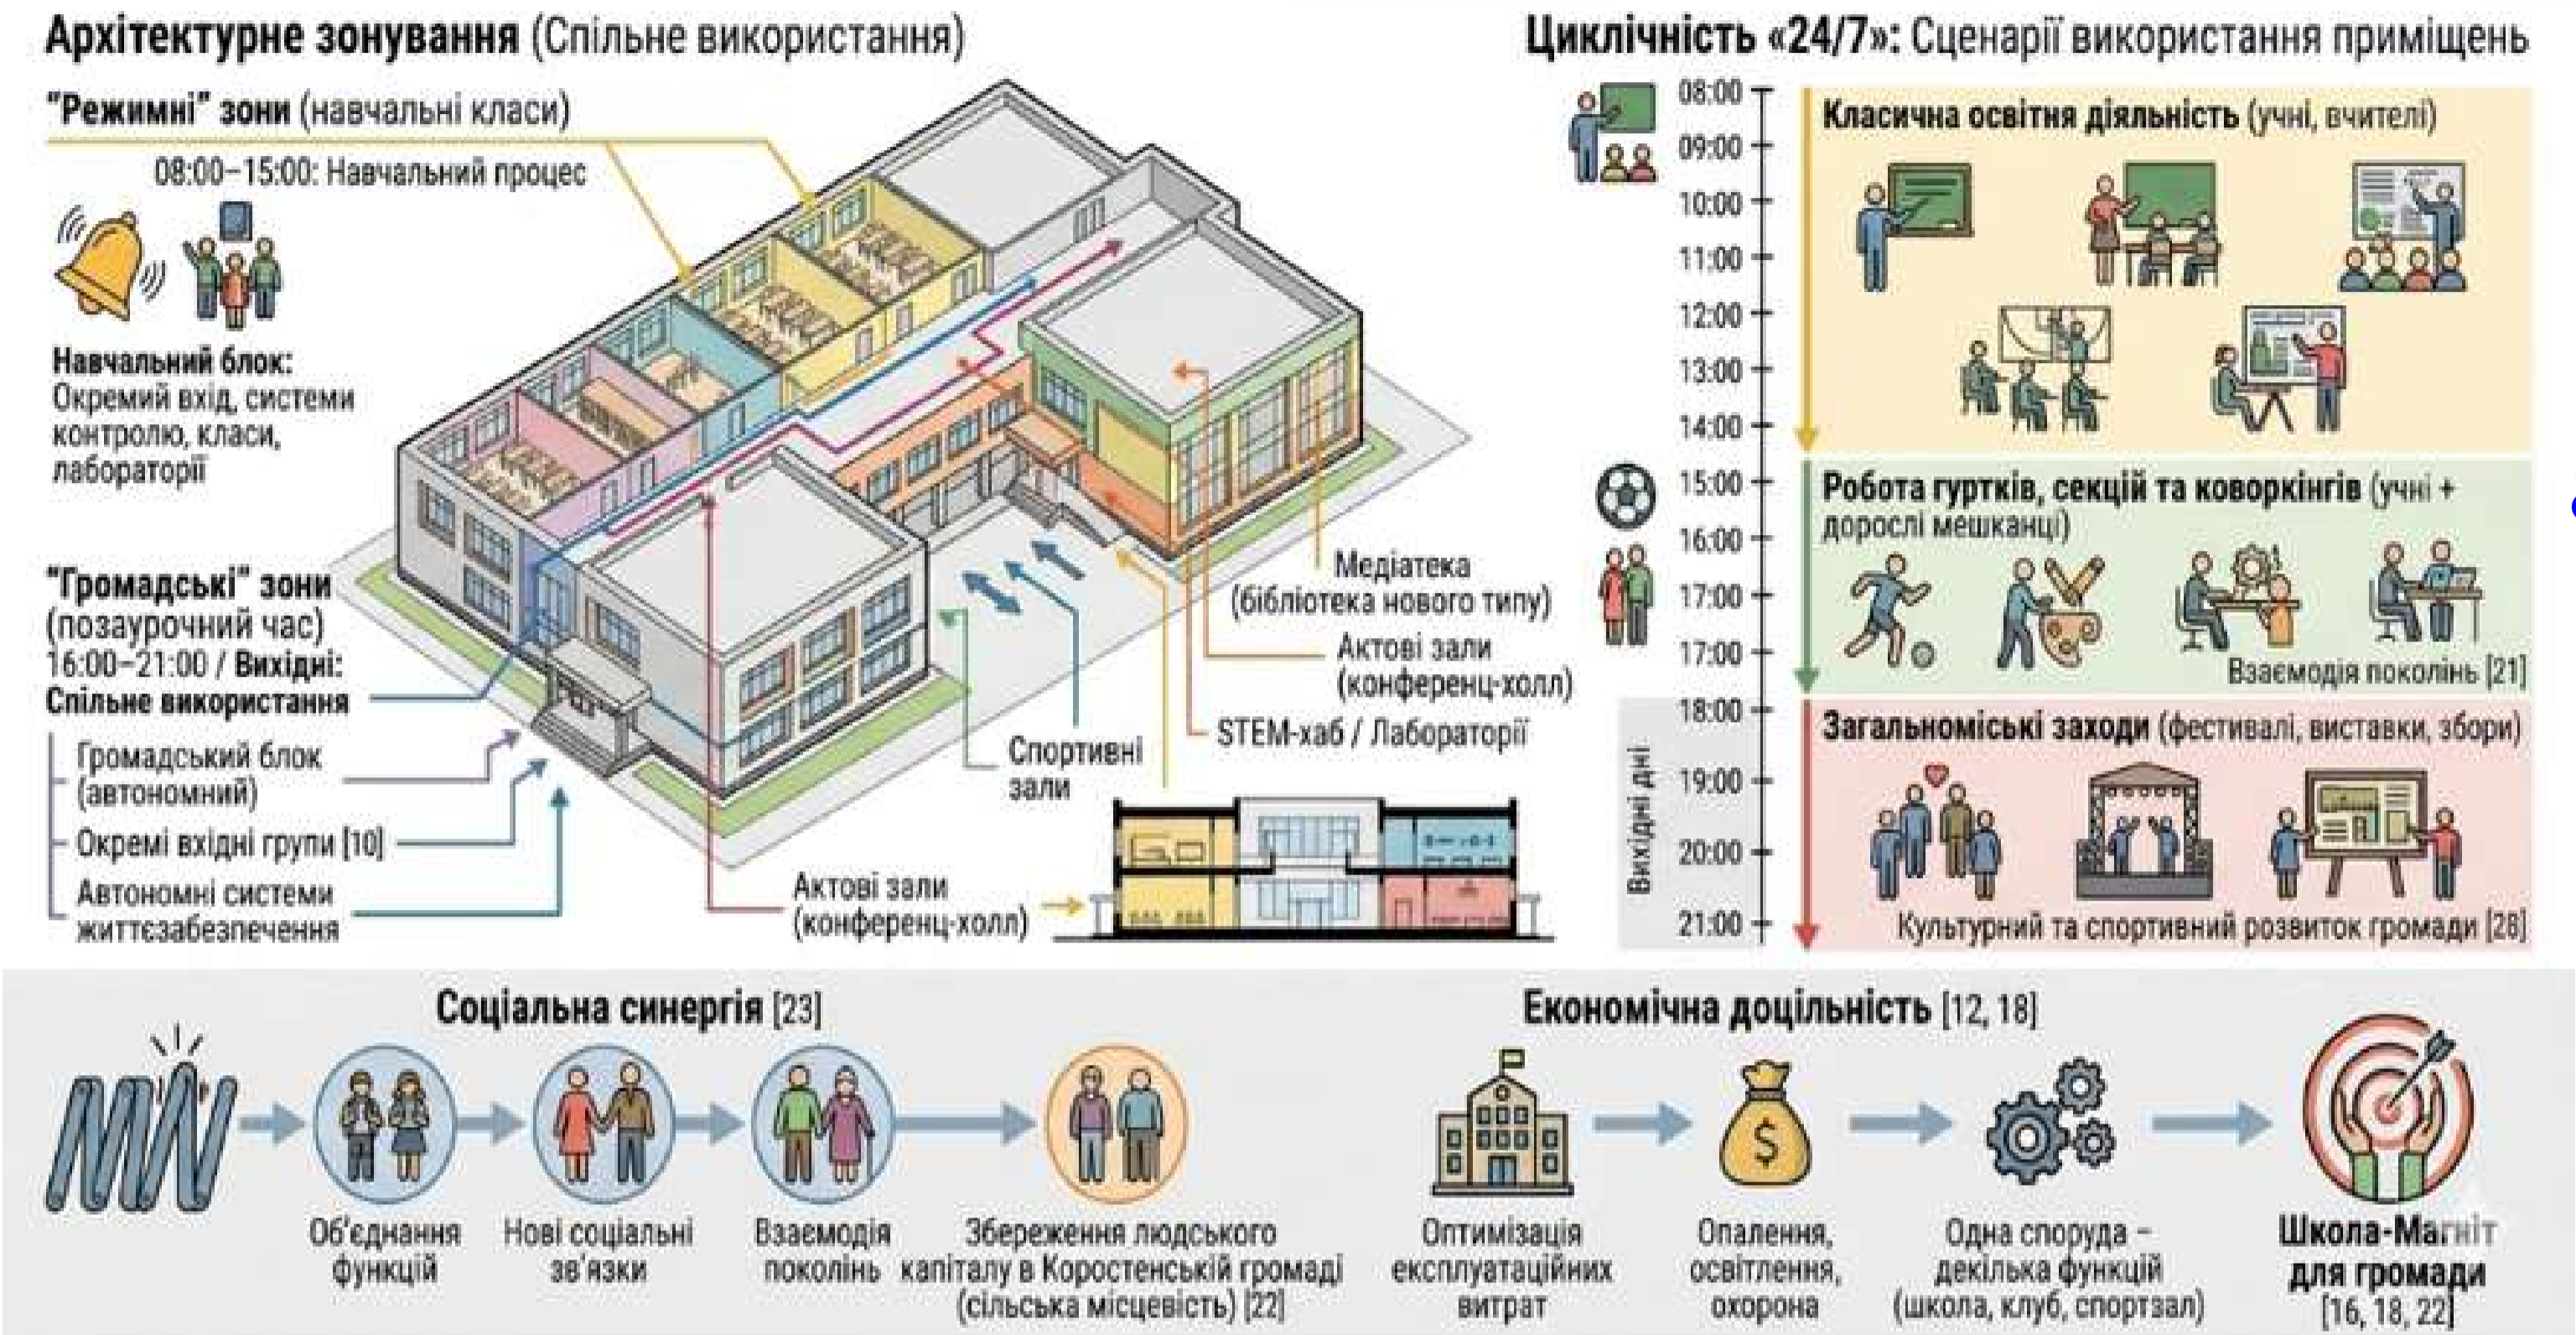 Архітектурне зонування (Спільне використання)
"Режимні" зони (навчальні класи)
08:00–15:00: Навчальний процес
Навчальний блок:
Окремий вхід, системи
контролю, класи,
лабораторії
"Громадські" зони
(позаурочний час)
16:00–21:00 / Вихідні:
Спільне використання
Громадський блок
(автономний)
Окремі вхідні групи [10]
Автономні системи
життєзабезпечення
Медіатека
(бібліотека нового типу)
Актові зали
(конференц-холл)
STEM-хаб / Лабораторії
Спортивні
зали
Актові зали
(конференц-холл)
Циклічність «24/7»: Сценарії використання приміщень
08:00
09:00
10:00
11:00
12:00
13:00
14:00
15:00
16:00
17:00
17:00
18:00
19:00
20:00
21:00
Вихідні дні
Класична освітня діяльність (учні, вчителі)
Робота гуртків, секцій та коворкінгів (учні +
дорослі мешканці)
Взаємодія поколінь [21]
Загальноміські заходи (фестивалі, виставки, збори)
Культурний та спортивний розвиток громади [28]
Соціальна синергія [23]
Об'єднання
функцій
Нові соціальні
зв'язки
Взаємодія
поколінь
Збереження людського
капіталу в Коростенській громаді
(сільська місцевість) [22]
Економічна доцільність [12, 18]
$
Оптимізація
експлуатаційних
витрат
Опалення,
освітлення,
охорона
Одна споруда –
декілька функцій
(школа, клуб, спортзал)
Школа-Магніт
для громади
[16, 18, 22]